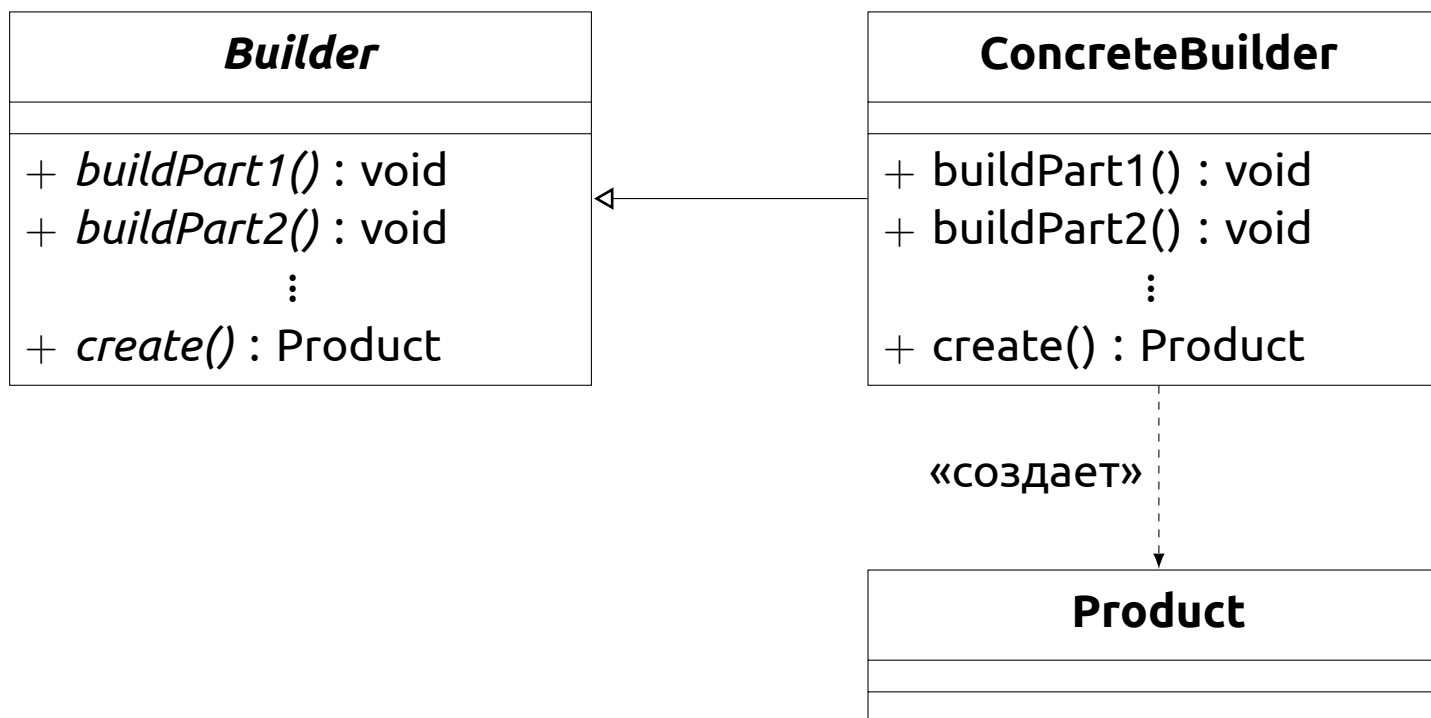 Builder
+ buildPart1() : void
+ buildPart2() : void
⋮
+ create() : Product
ConcreteBuilder
+ buildPart1() : void
+ buildPart2() : void
⋮
+ create() : Product
«создает»
Product